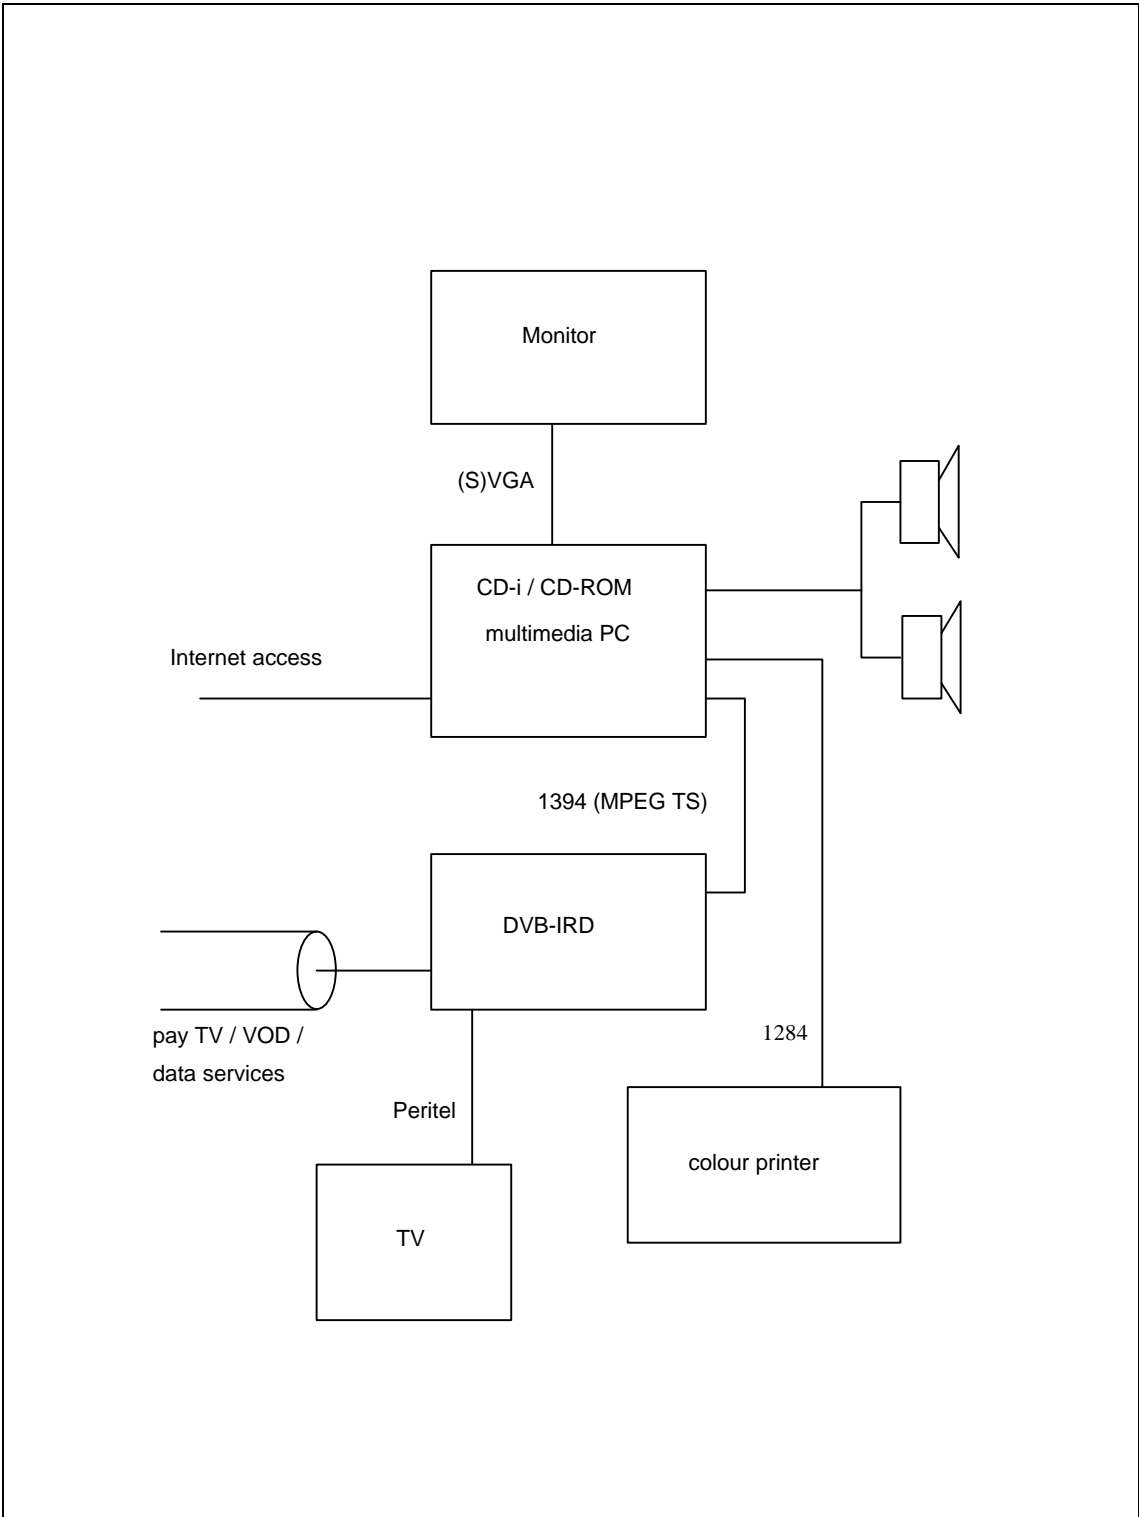 Monitor
(S)VGA
CD-i / CD-ROM
multimedia PC
Internet access
1394 (MPEG TS)
DVB-IRD
pay TV / VOD /
data services
1284
Peritel
colour printer
TV